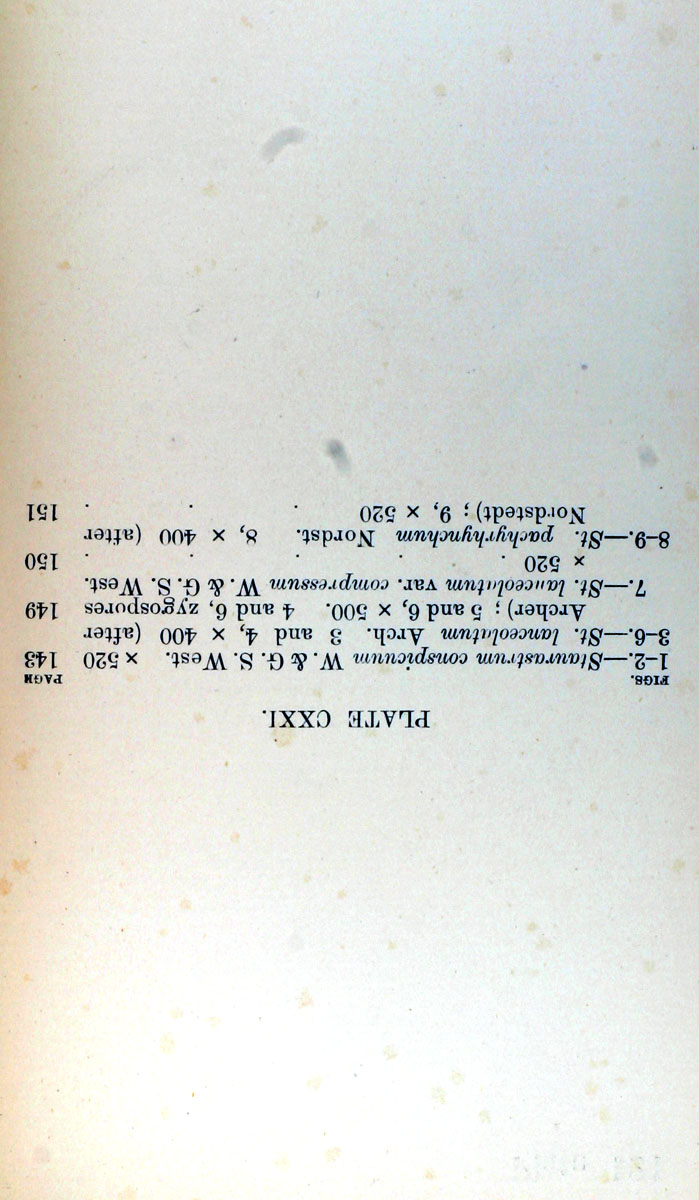 PLATE CXXI.
FIGS. PAGE
1–2.—Staurastrum conspicuum W. & G. S. West. × 520 143
3–6.—St. lanceolatum Arch. 3 and 4, × 400 (after
Archer); 5 and 6, × 500. 4 and 6, zygospores 149
7.—St. lanceolatum var. compressum W. & G. S. West.
× 520 . . . . . 150
8–9.—St. pachyrhynchum Nordst. 8, × 400 (after
Nordstedt); 9, × 520 . . . 151